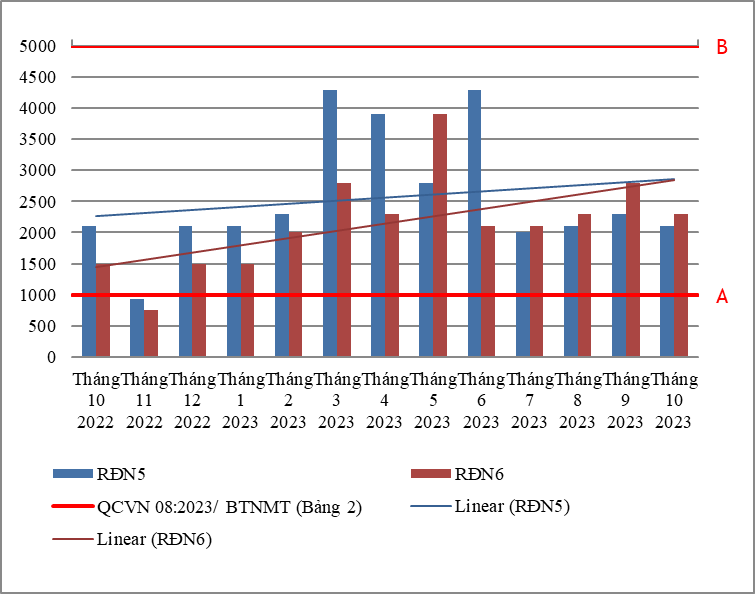 5000
B
4500
4000
3500
3000
2500
2000
1500
1000
A
500
0
Tháng Tháng Tháng Tháng Tháng Tháng Tháng Tháng Tháng Tháng Tháng Tháng Tháng
10 11 12 1 2 3 4 5 6 7 8 9 10
2022 2022 2022 2023 2023 2023 2023 2023 2023 2023 2023 2023 2023
RĐN5 RĐN6
QCVN 08:2023/ BTNMT (Bảng 2) Linear (RĐN5)
Linear (RĐN6)